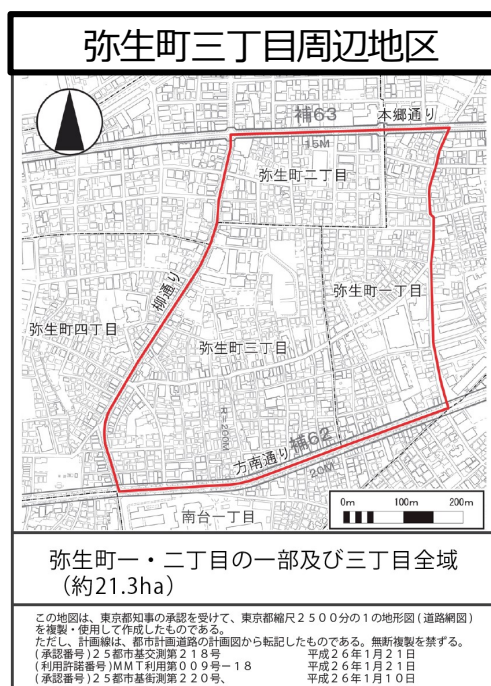 弥生町三丁目周辺地区
補63
本郷通り
15M
弥生町二丁目
柳通り
弥生町一丁目
弥生町四丁目
弥生町三丁目
R=200M
方南通り
補62
20M
南台一丁目
0m 100m 200m
弥生町一・二丁目の一部及び三丁目全域
（約21.3ha）
この地図は、東京都知事の承認を受けて、東京都縮尺２５００分の１の地形図(道路網図)
を複製・使用して作成したものである。
ただし、計画線は、都市計画道路の計画図から転記したものである。無断複製を禁ずる。
(承認番号)２５都市基交測第２１８号 平成２６年１月２１日
(利用許諾番号)ＭＭＴ利用第００９号－１８ 平成２６年１月２１日
(承認番号)２５都市基街測第２２０号、 平成２６年１月１０日